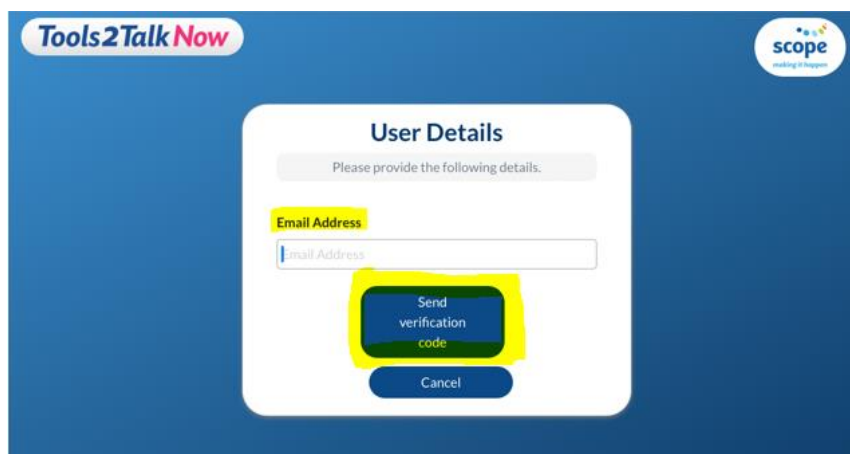 Tools2Talk Now
scope
making it happen
User Details
Please provide the following details.
Email Address
Email Address
Send
verification
code
Cancel